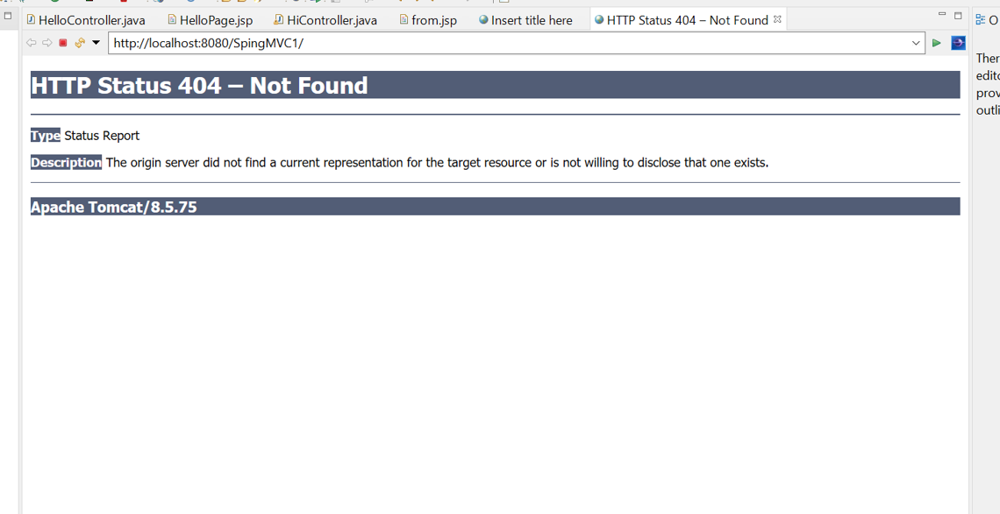 HelloController.java HelloPage.jsp HiController.java from.jsp Insert title here HTTP Status 404 – Not Found O
http://localhost:8080/SpingMVC1/
Ther
edito
prov
outli
HTTP Status 404 – Not Found
Type Status Report
Description The origin server did not find a current representation for the target resource or is not willing to disclose that one exists.
Apache Tomcat/8.5.75